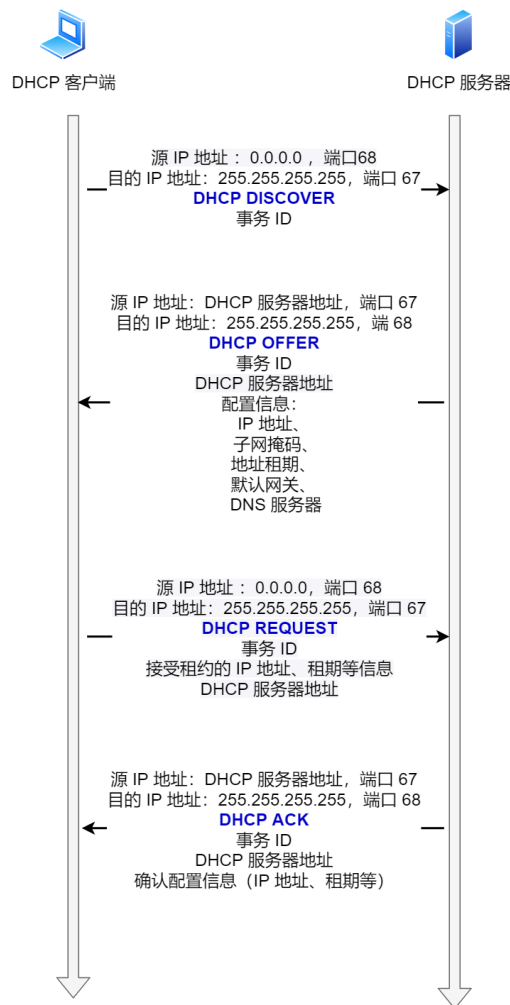 DHCP 客户端
DHCP 服务器
源 IP 地址 ：0.0.0.0 ，端口68
目的 IP 地址：255.255.255.255，端口 67
DHCP DISCOVER
事务 ID
源 IP 地址：DHCP 服务器地址，端口 67
目的 IP 地址：255.255.255.255，端 68
DHCP OFFER
事务 ID
DHCP 服务器地址
配置信息：
IP 地址、
子网掩码、
地址租期、
默认网关、
DNS 服务器
源 IP 地址 ：0.0.0.0，端口 68
目的 IP 地址：255.255.255.255，端口 67
DHCP REQUEST
事务 ID
接受租约的 IP 地址、租期等信息
DHCP 服务器地址
源 IP 地址：DHCP 服务器地址，端口 67
目的 IP 地址：255.255.255.255，端口 68
DHCP ACK
事务 ID
DHCP 服务器地址
确认配置信息（IP 地址、租期等）